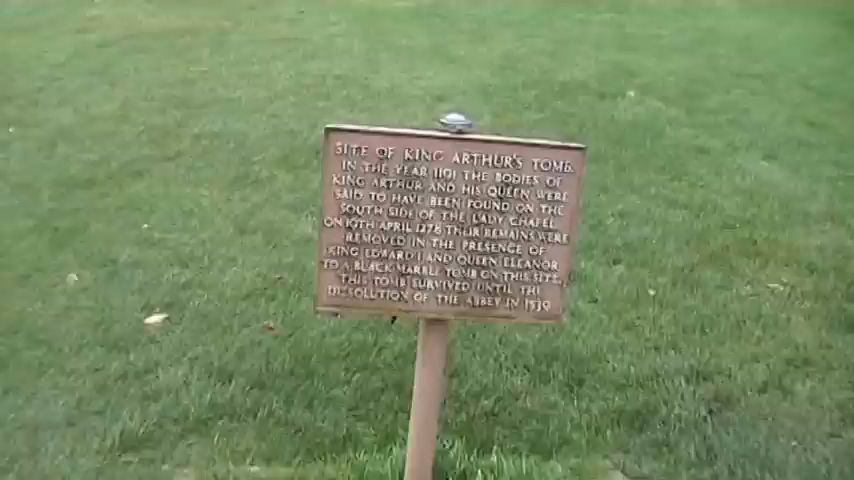 SITE OF KING ARTHUR'S TOMB.
IN THE YEAR 1191 THE BODIES OF
KING ARTHUR AND HIS QUEEN WERE
SAID TO HAVE BEEN FOUND ON THE
SOUTH SIDE OF THE LADY CHAPEL.
ON 19TH APRIL 1278 THEIR REMAINS WERE
REMOVED IN THE PRESENCE OF
KING EDWARD I AND QUEEN ELEANOR
TO A BLACK MARBLE TOMB ON THIS SITE.
THIS TOMB SURVIVED UNTIL THE
DISSOLUTION OF THE ABBEY IN 1539